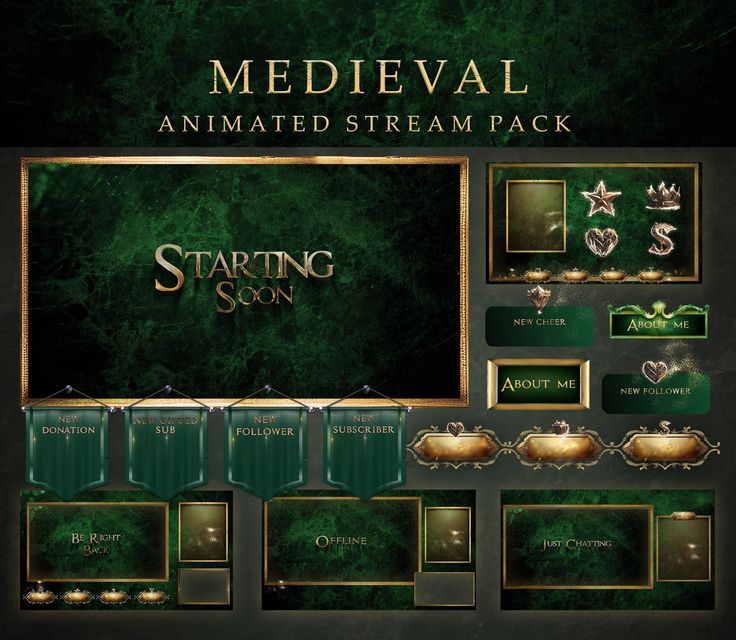 MEDIEVAL
ANIMATED STREAM PACK
STARTING
SOON
S
NEW CHEER
ABOUT ME
ABOUT ME
NEW FOLLOWER
NEW
DONATION
NEW GIFTED
SUB
NEW
FOLLOWER
NEW
SUBSCRIBER
S
BE RIGHT
BACK
OFFLINE
JUST CHATTING